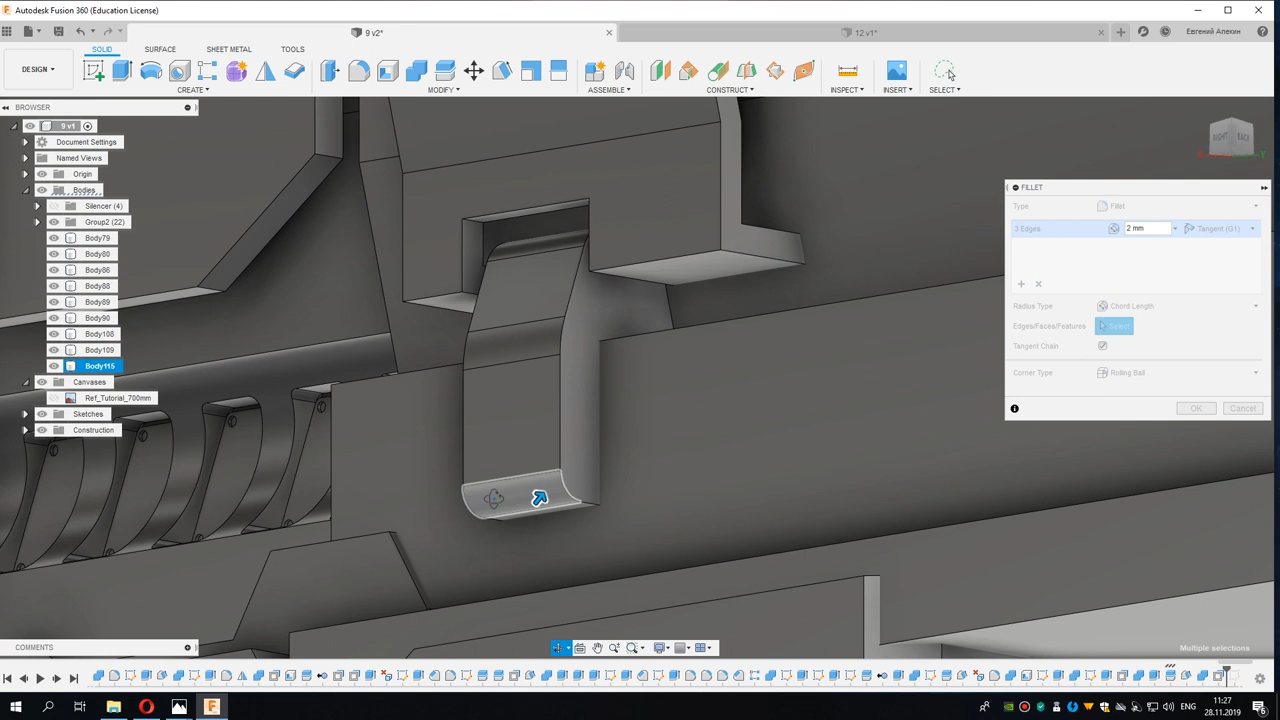 Autodesk Fusion 360 (Education License)
9 v2*
12 v1*
Евгений Апекин
DESIGN
SOLID
SURFACE
SHEET METAL
TOOLS
CREATE
MODIFY
ASSEMBLE
CONSTRUCT
INSPECT
INSERT
SELECT
BROWSER
9 v1
Document Settings
Named Views
Origin
Bodies
Silencer (4)
Group2 (22)
Body79
Body80
Body86
Body88
Body89
Body90
Body108
Body109
Body115
Canvases
Ref_Tutorial_700mm
Sketches
Construction
RIGHT
BACK
FILLET
Type
Fillet
3 Edges
2 mm
Tangent (G1)
Radius Type
Chord Length
Edges/Faces/Features
Select
Tangent Chain
Corner Type
Rolling Ball
OK
Cancel
COMMENTS
Multiple selections
ENG
11:27
28.11.2019